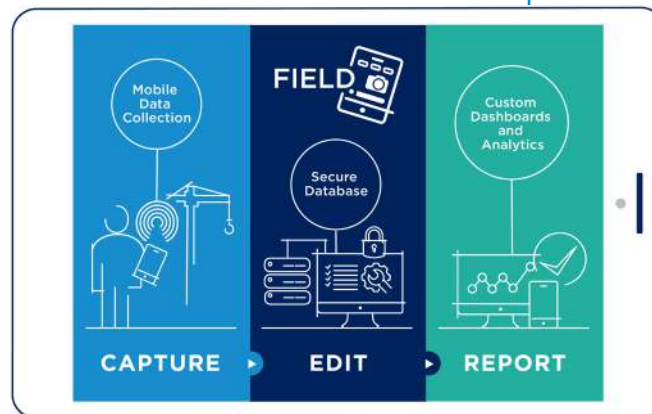 Mobile
Data
Collection
CAPTURE
FIELD
Secure
Database
EDIT
Custom
Dashboards
and
Analytics
REPORT